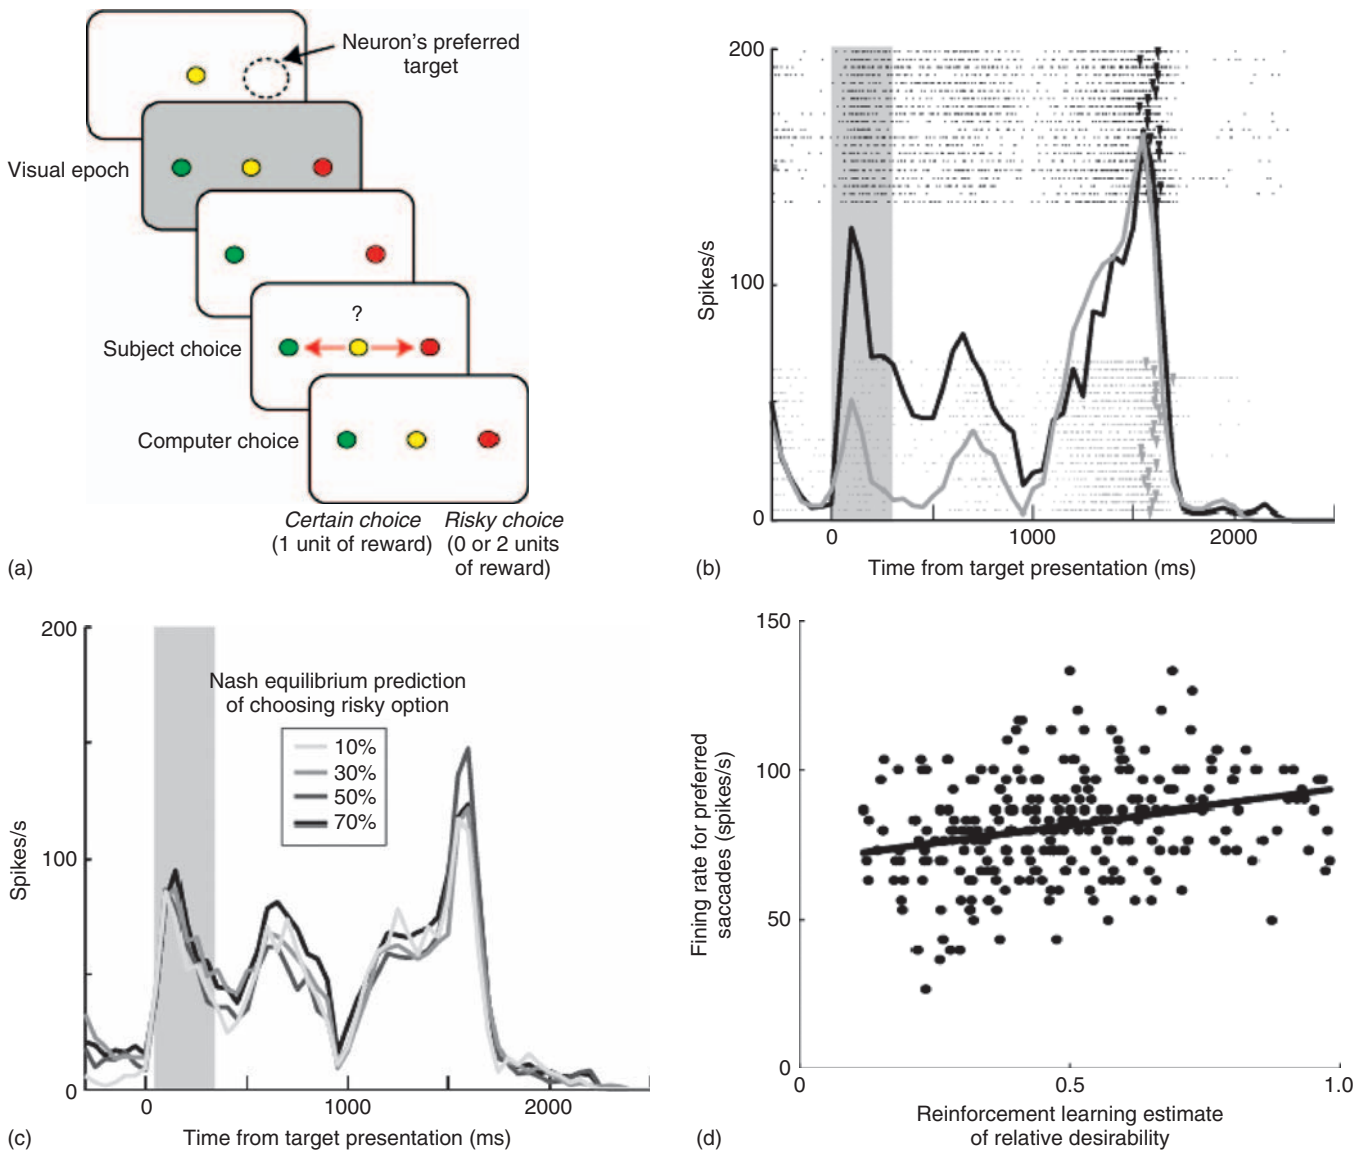 Neuron's preferred
target
Visual epoch
Subject choice
?
Computer choice
Certain choice
(1 unit of reward)
Risky choice
(0 or 2 units
of reward)
(a)
200
100
0
Spikes/s
0
1000
2000
Time from target presentation (ms)
(b)
200
100
0
Spikes/s
Nash equilibrium prediction
of choosing risky option
10%
30%
50%
70%
0
1000
2000
Time from target presentation (ms)
(c)
150
100
50
0
Fining rate for preferred
saccades (spikes/s)
0
0.5
1.0
Reinforcement learning estimate
of relative desirability
(d)